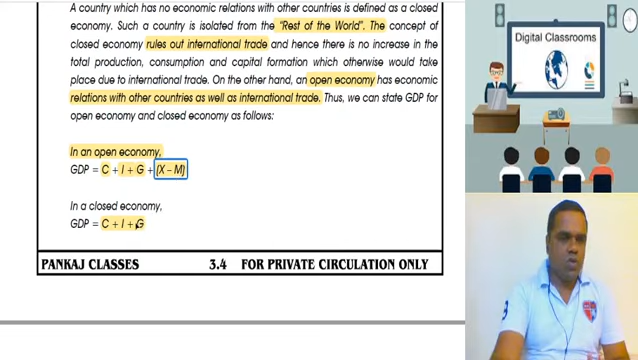 A country which has no economic relations with other countries is defined as a closed
economy. Such a country is isolated from the "Rest of the World". The concept of
closed economy rules out international trade and hence there is no increase in the
total production, consumption and capital formation which otherwise would take
place due to international trade. On the other hand, an open economy has economic
relations with other countries as well as international trade. Thus, we can state GDP for
open economy and closed economy as follows:
In an open economy,
GDP = C + I + G + (X – M)
In a closed economy,
GDP = C + I + G
PANKAJ CLASSES 3.4 FOR PRIVATE CIRCULATION ONLY
Digital Classrooms